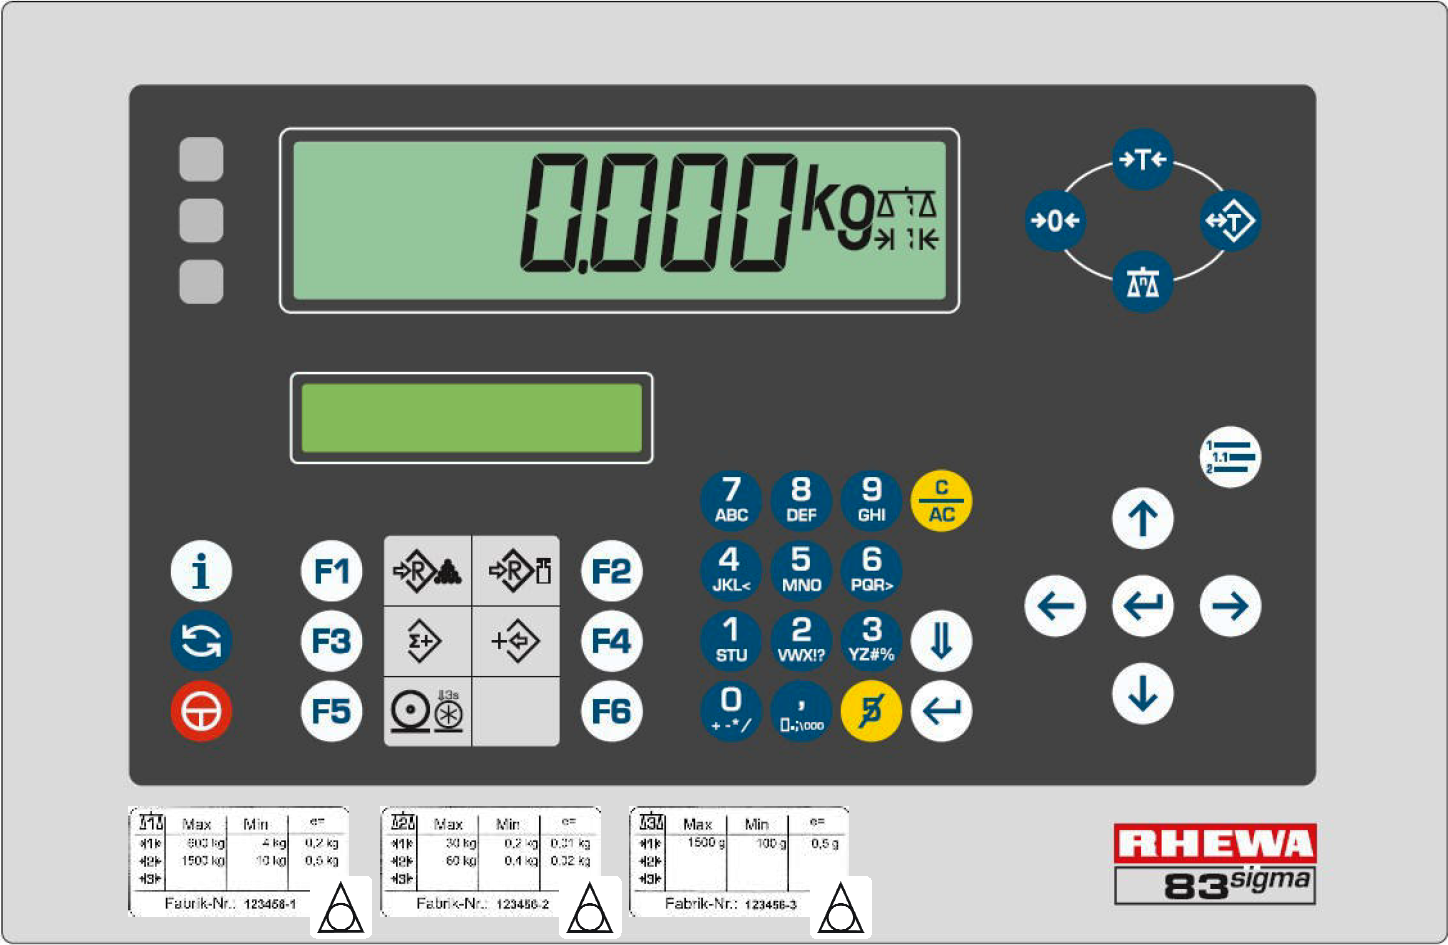 0.000 kg
→T←
→0←
T
n
1
1.1
2
7 8 9 C
ABC DEF GHI AC
4 5 6
JKL< MNO PQR>
1 2 3
STU VWX!? YZ#%
0 ,
+ -*/ .;\000
i F1 R R F2
F3 Σ+ + F4
F5 3s F6
1 Max Min e=
1 600 kg 4 kg 0,2 kg
2 1500 kg 10 kg 0,5 kg
3
Fabrik-Nr.: 123456-1
2 Max Min e=
1 30 kg 0,2 kg 0,01 kg
2 60 kg 0,4 kg 0,02 kg
3
Fabrik-Nr.: 123456-2
3 Max Min e=
1 1500 g 100 g 0,5 g
2
3
Fabrik-Nr.: 123456-3
RHEWA
83 sigma